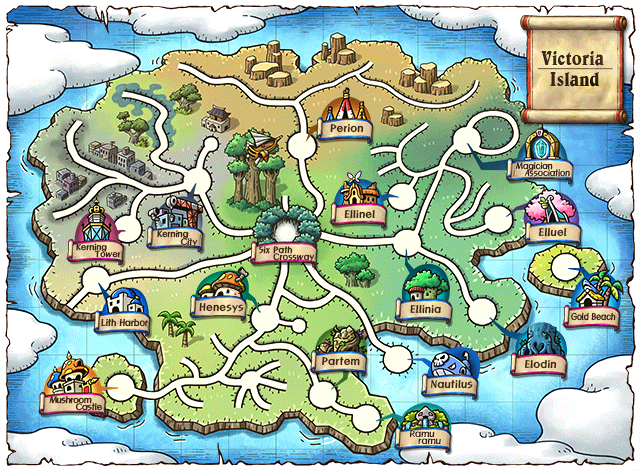 Victoria
Island
Perion
Magician
Association
Ellinel
Elluel
Kerning
Tower
Kerning
City
Six Path
Crossway
Lith Harbor
Henesys
Ellinia
Gold Beach
Partem
Nautilus
Elodin
Mushroom
Castle
Ramu
ramu